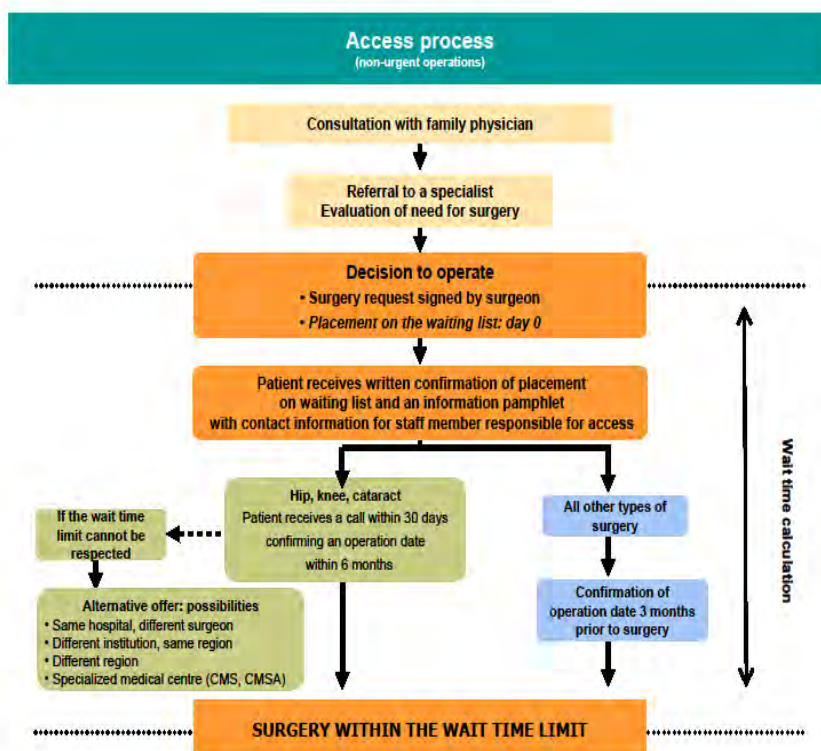 Access process
(non-urgent operations)
Consultation with family physician
Referral to a specialist
Evaluation of need for surgery
Decision to operate
• Surgery request signed by surgeon
• Placement on the waiting list: day 0
Patient receives written confirmation of placement
on waiting list and an information pamphlet
with contact information for staff member responsible for access
Hip, knee, cataract
Patient receives a call within 30 days
confirming an operation date
within 6 months
If the wait time
limit cannot be
respected
Alternative offer: possibilities
• Same hospital, different surgeon
• Different institution, same region
• Different region
• Specialized medical centre (CMS, CMSA)
All other types of
surgery
Confirmation of
operation date 3 months
prior to surgery
Wait time calculation
SURGERY WITHIN THE WAIT TIME LIMIT